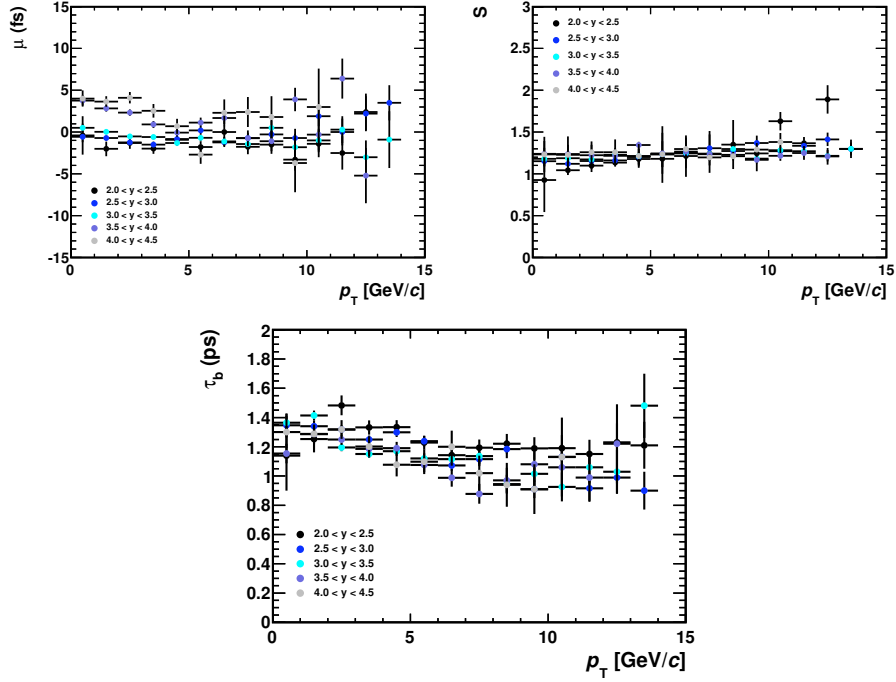 μ (fs)
15
10
5
0
-5
-10
-15
2.0 < y < 2.5
2.5 < y < 3.0
3.0 < y < 3.5
3.5 < y < 4.0
4.0 < y < 4.5
0 5 10 15
p_T [GeV/c]
S
3
2.5
2
1.5
1
0.5
0
2.0 < y < 2.5
2.5 < y < 3.0
3.0 < y < 3.5
3.5 < y < 4.0
4.0 < y < 4.5
0 5 10 15
p_T [GeV/c]
τ_b (ps)
2
1.8
1.6
1.4
1.2
1
0.8
0.6
0.4
0.2
0
2.0 < y < 2.5
2.5 < y < 3.0
3.0 < y < 3.5
3.5 < y < 4.0
4.0 < y < 4.5
0 5 10 15
p_T [GeV/c]